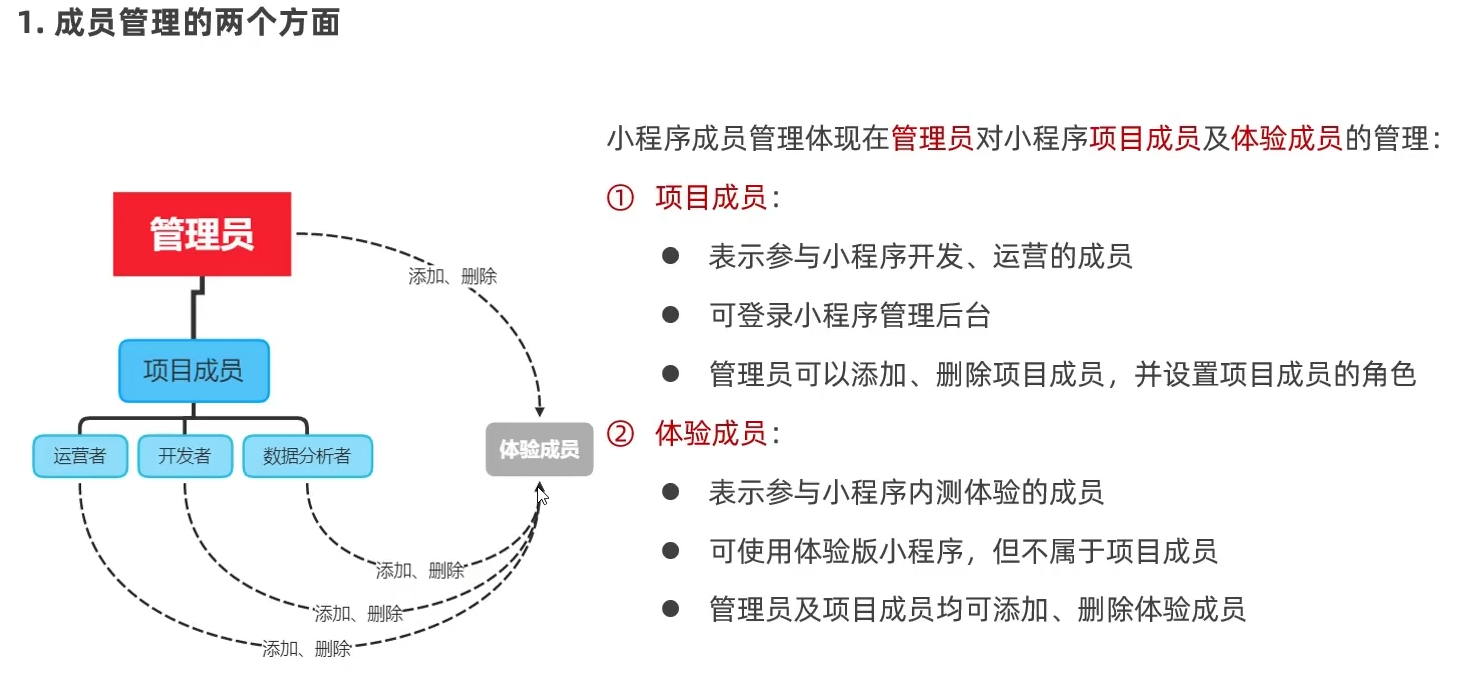 1. 成员管理的两个方面
小程序成员管理体现在管理员对小程序项目成员及体验成员的管理：
① 项目成员：
● 表示参与小程序开发、运营的成员
● 可登录小程序管理后台
● 管理员可以添加、删除项目成员，并设置项目成员的角色
② 体验成员：
● 表示参与小程序内测体验的成员
● 可使用体验版小程序，但不属于项目成员
● 管理员及项目成员均可添加、删除体验成员
管理员
添加、删除
项目成员
运营者
开发者
数据分析者
体验成员
添加、删除
添加、删除
添加、删除